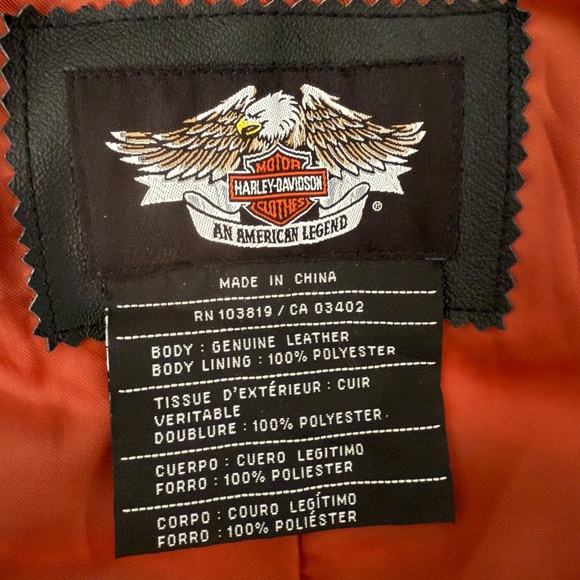 MOTOR
HARLEY-DAVIDSON
CLOTHES
®
AN AMERICAN LEGEND
MADE IN CHINA
RN 103819 / CA 03402
BODY : GENUINE LEATHER
BODY LINING : 100% POLYESTER
TISSUE D'EXTÉRIEUR : CUIR
VERITABLE
DOUBLURE : 100% POLYESTER.
CUERPO : CUERO LEGITIMO
FORRO : 100% POLIESTER
CORPO : COURO LEGÍTIMO
FORRO : 100% POLIÉSTER